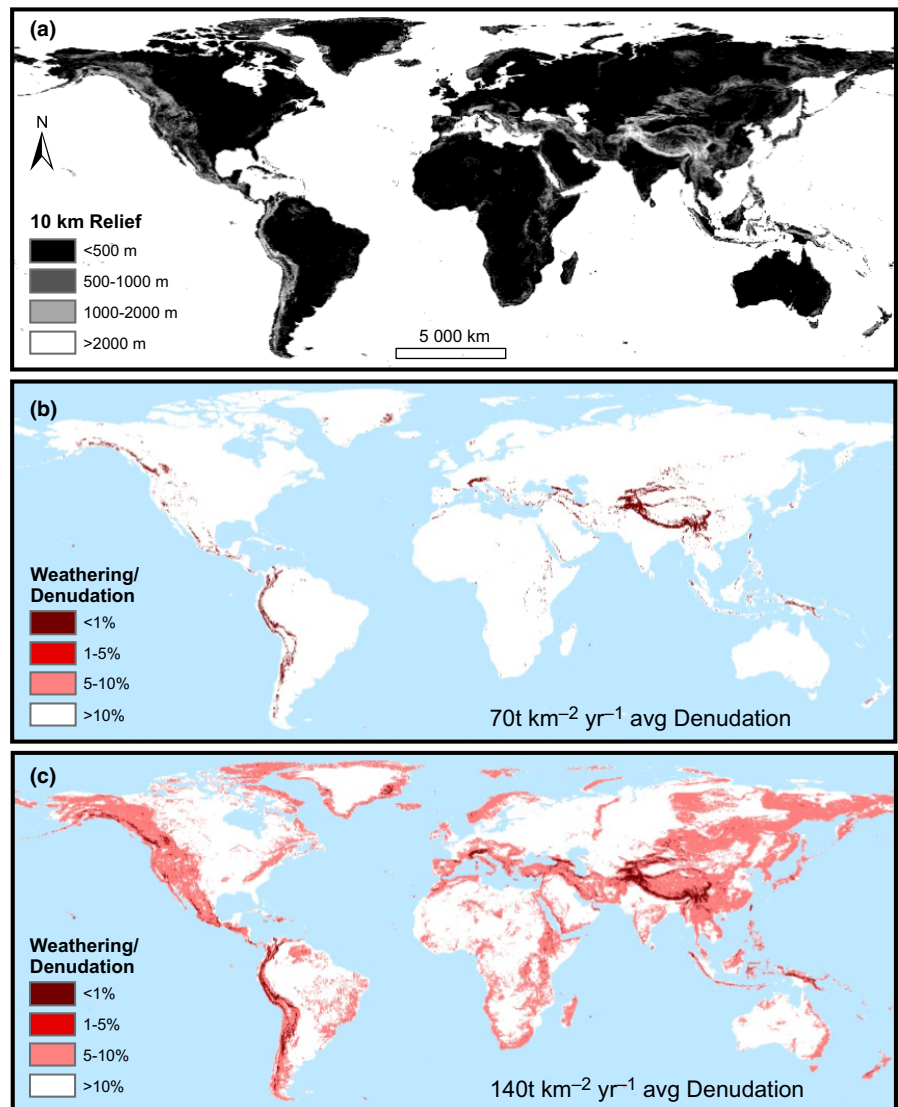 (a)
N
10 km Relief
<500 m
500-1000 m
1000-2000 m
>2000 m
5 000 km
(b)
Weathering/
Denudation
<1%
1-5%
5-10%
>10%
70t km⁻² yr⁻¹ avg Denudation
(c)
Weathering/
Denudation
<1%
1-5%
5-10%
>10%
140t km⁻² yr⁻¹ avg Denudation